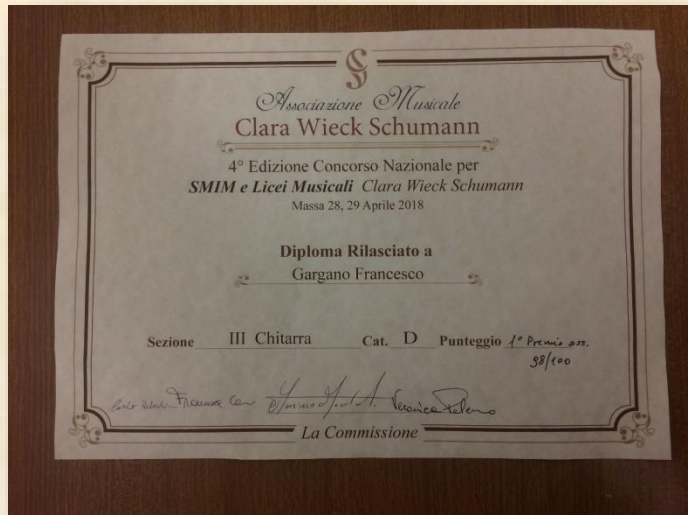 Associazione Musicale
Clara Wieck Schumann
4° Edizione Concorso Nazionale per
SMIM e Licei Musicali Clara Wieck Schumann
Massa 28, 29 Aprile 2018
Diploma Rilasciato a
Gargano Francesco
Sezione III Chitarra Cat. D Punteggio 1° Premio ass.
98/100
Veronica
La Commissione